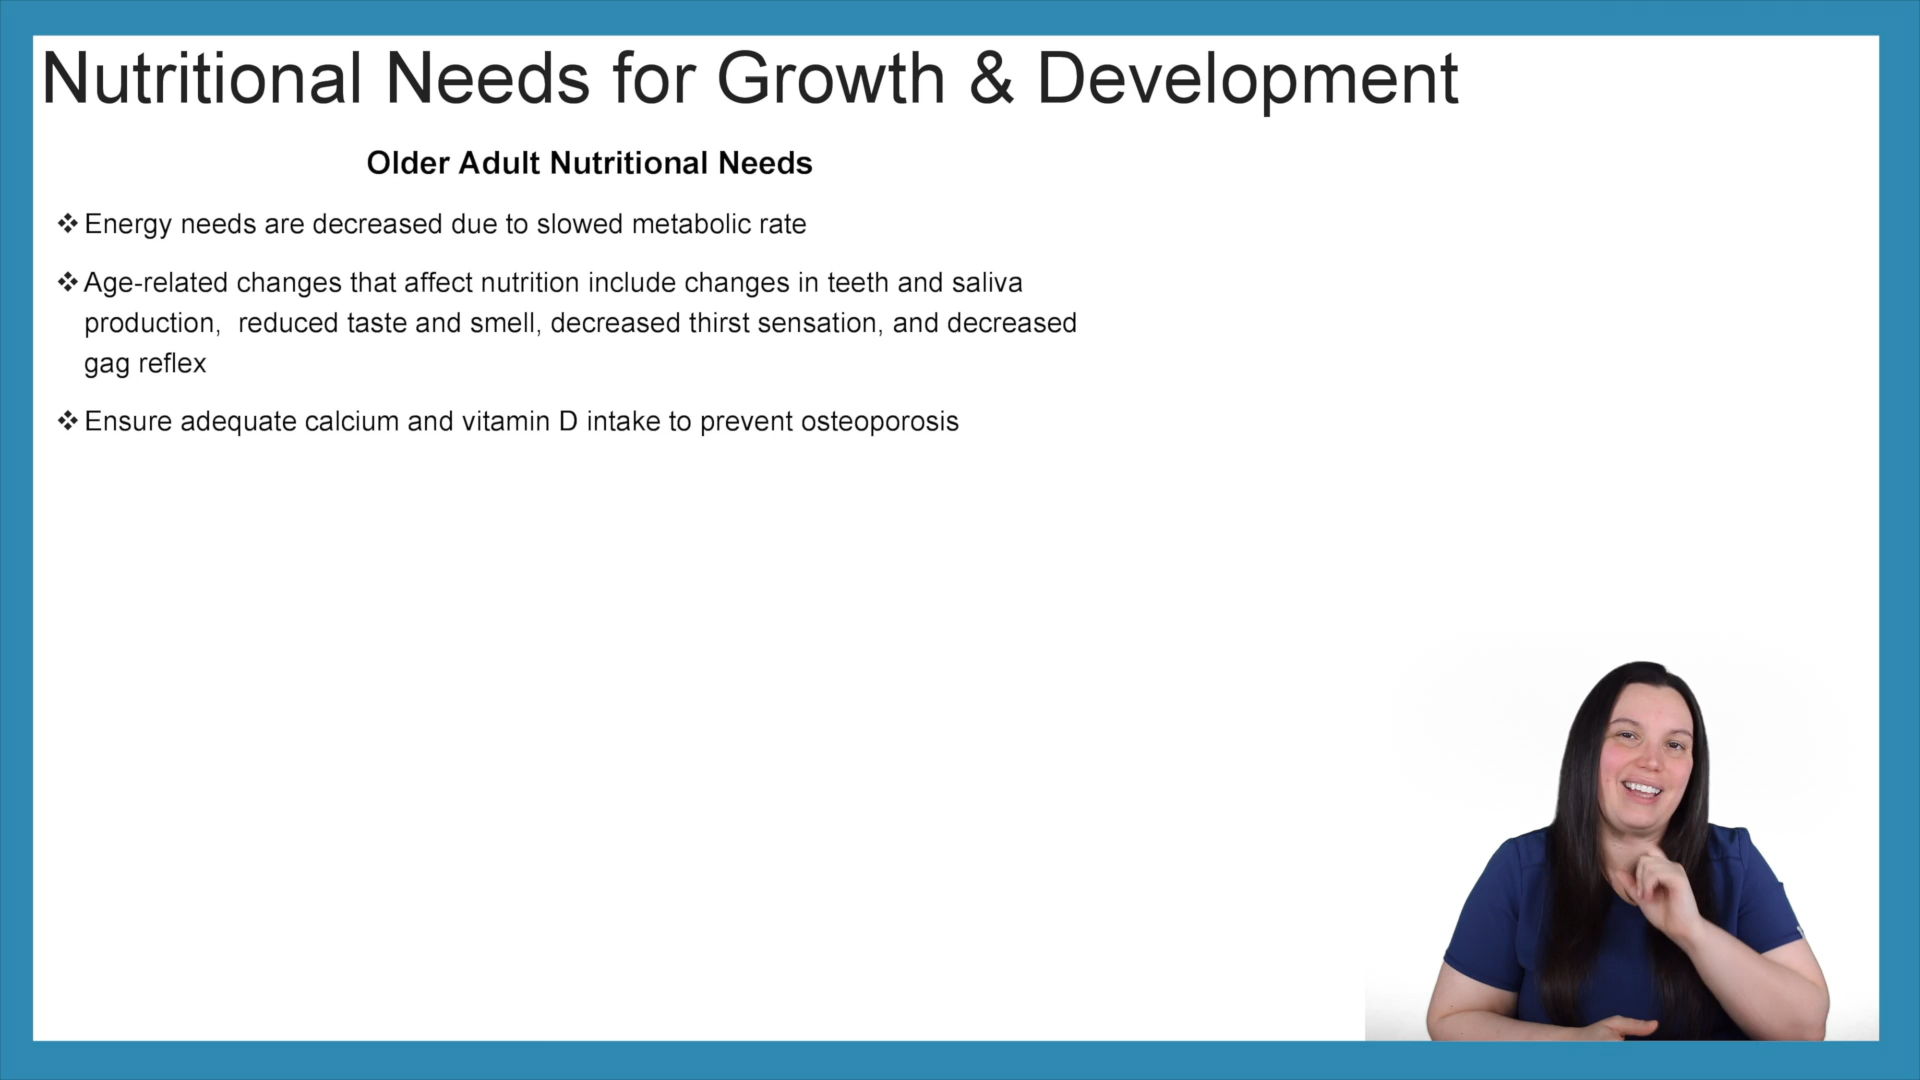 Nutritional Needs for Growth & Development
Older Adult Nutritional Needs
❖ Energy needs are decreased due to slowed metabolic rate
❖ Age-related changes that affect nutrition include changes in teeth and saliva
production,  reduced taste and smell, decreased thirst sensation, and decreased
gag reflex
❖ Ensure adequate calcium and vitamin D intake to prevent osteoporosis